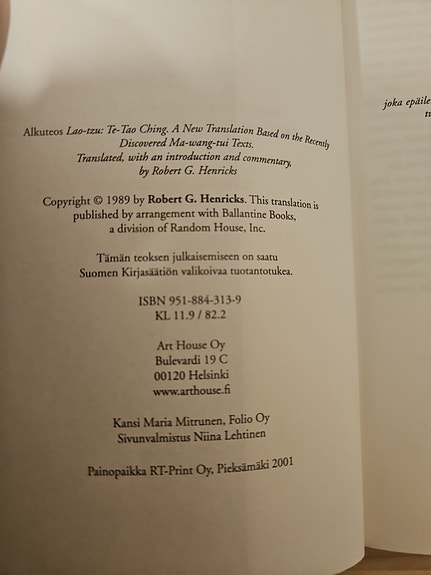 Alkuteos Lao-tzu: Te-Tao Ching. A New Translation Based on the Recently
Discovered Ma-wang-tui Texts.
Translated, with an introduction and commentary,
by Robert G. Henricks
Copyright © 1989 by Robert G. Henricks. This translation is
published by arrangement with Ballantine Books,
a division of Random House, Inc.
Tämän teoksen julkaisemiseen on saatu
Suomen Kirjasäätiön valikoivaa tuotantotukea.
ISBN 951-884-313-9
KL 11.9 / 82.2
Art House Oy
Bulevardi 19 C
00120 Helsinki
www.arthouse.fi
Kansi Maria Mitrunen, Folio Oy
Sivunvalmistus Niina Lehtinen
Painopaikka RT-Print Oy, Pieksämäki 2001
joka